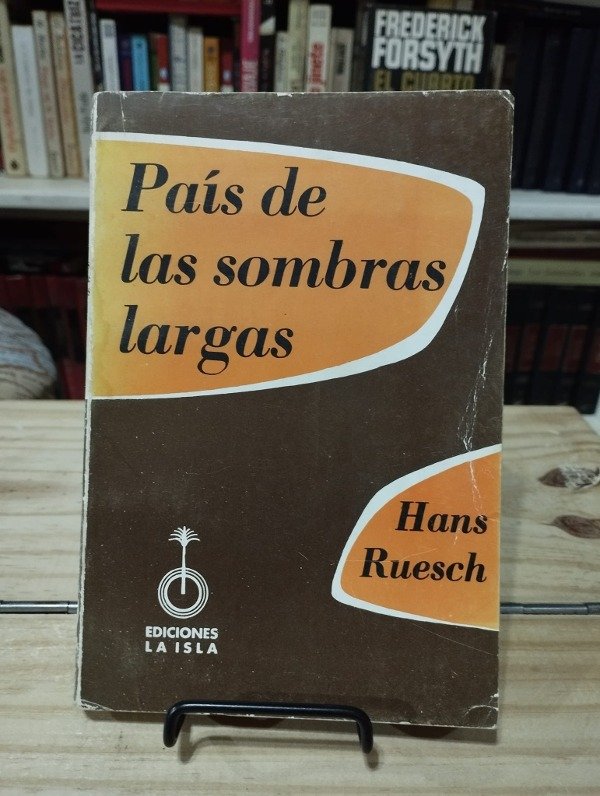 FREDERICK
FORSYTH
EL CUARTO
País de
las sombras
largas
Hans
Ruesch
EDICIONES
LA ISLA